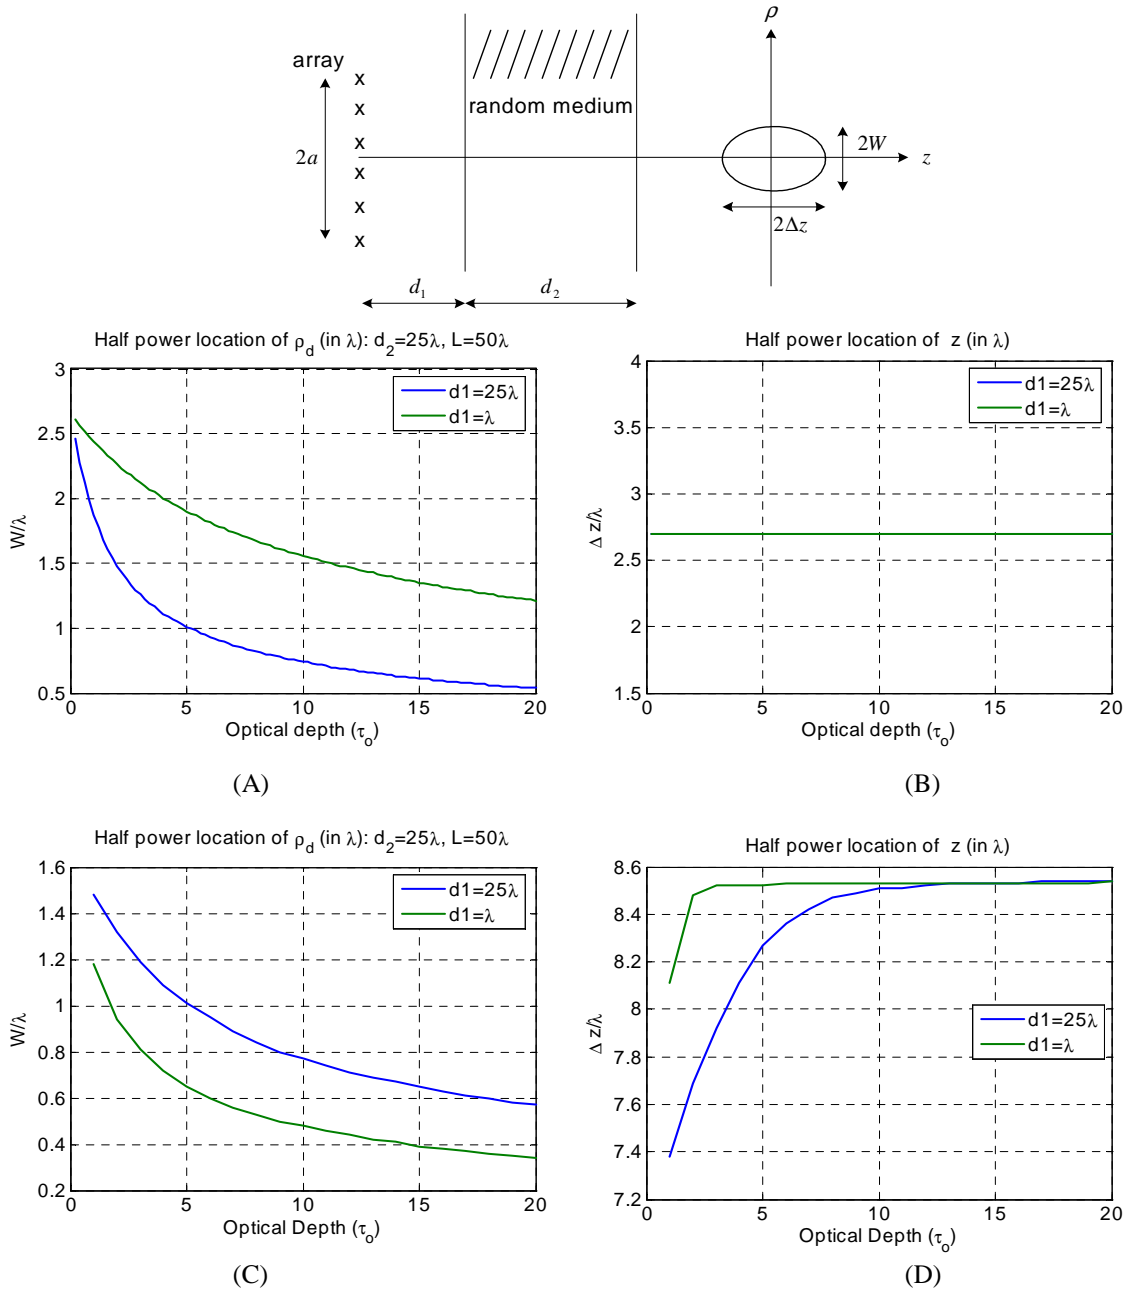 ρ
array
x
x
random medium
x
2a
2W
z
x
x
2Δz
x
d₁
d₂
Half power location of ρ_d (in λ): d₂=25λ, L=50λ
3
2.5
2
1.5
1
0.5
W/λ
d1=25λ
d1=λ
0 5 10 15 20
Optical depth (τ_o)
(A)
Half power location of z (in λ)
4
3.5
3
2.5
2
1.5
Δ z/λ
d1=25λ
d1=λ
0 5 10 15 20
Optical depth (τ_o)
(B)
Half power location of ρ_d (in λ): d₂=25λ, L=50λ
1.6
1.4
1.2
1
0.8
0.6
0.4
0.2
W/λ
d1=25λ
d1=λ
0 5 10 15 20
Optical Depth (τ_o)
(C)
Half power location of z (in λ)
8.6
8.4
8.2
8
7.8
7.6
7.4
7.2
Δ z/λ
d1=25λ
d1=λ
0 5 10 15 20
Optical Depth (τ_o)
(D)